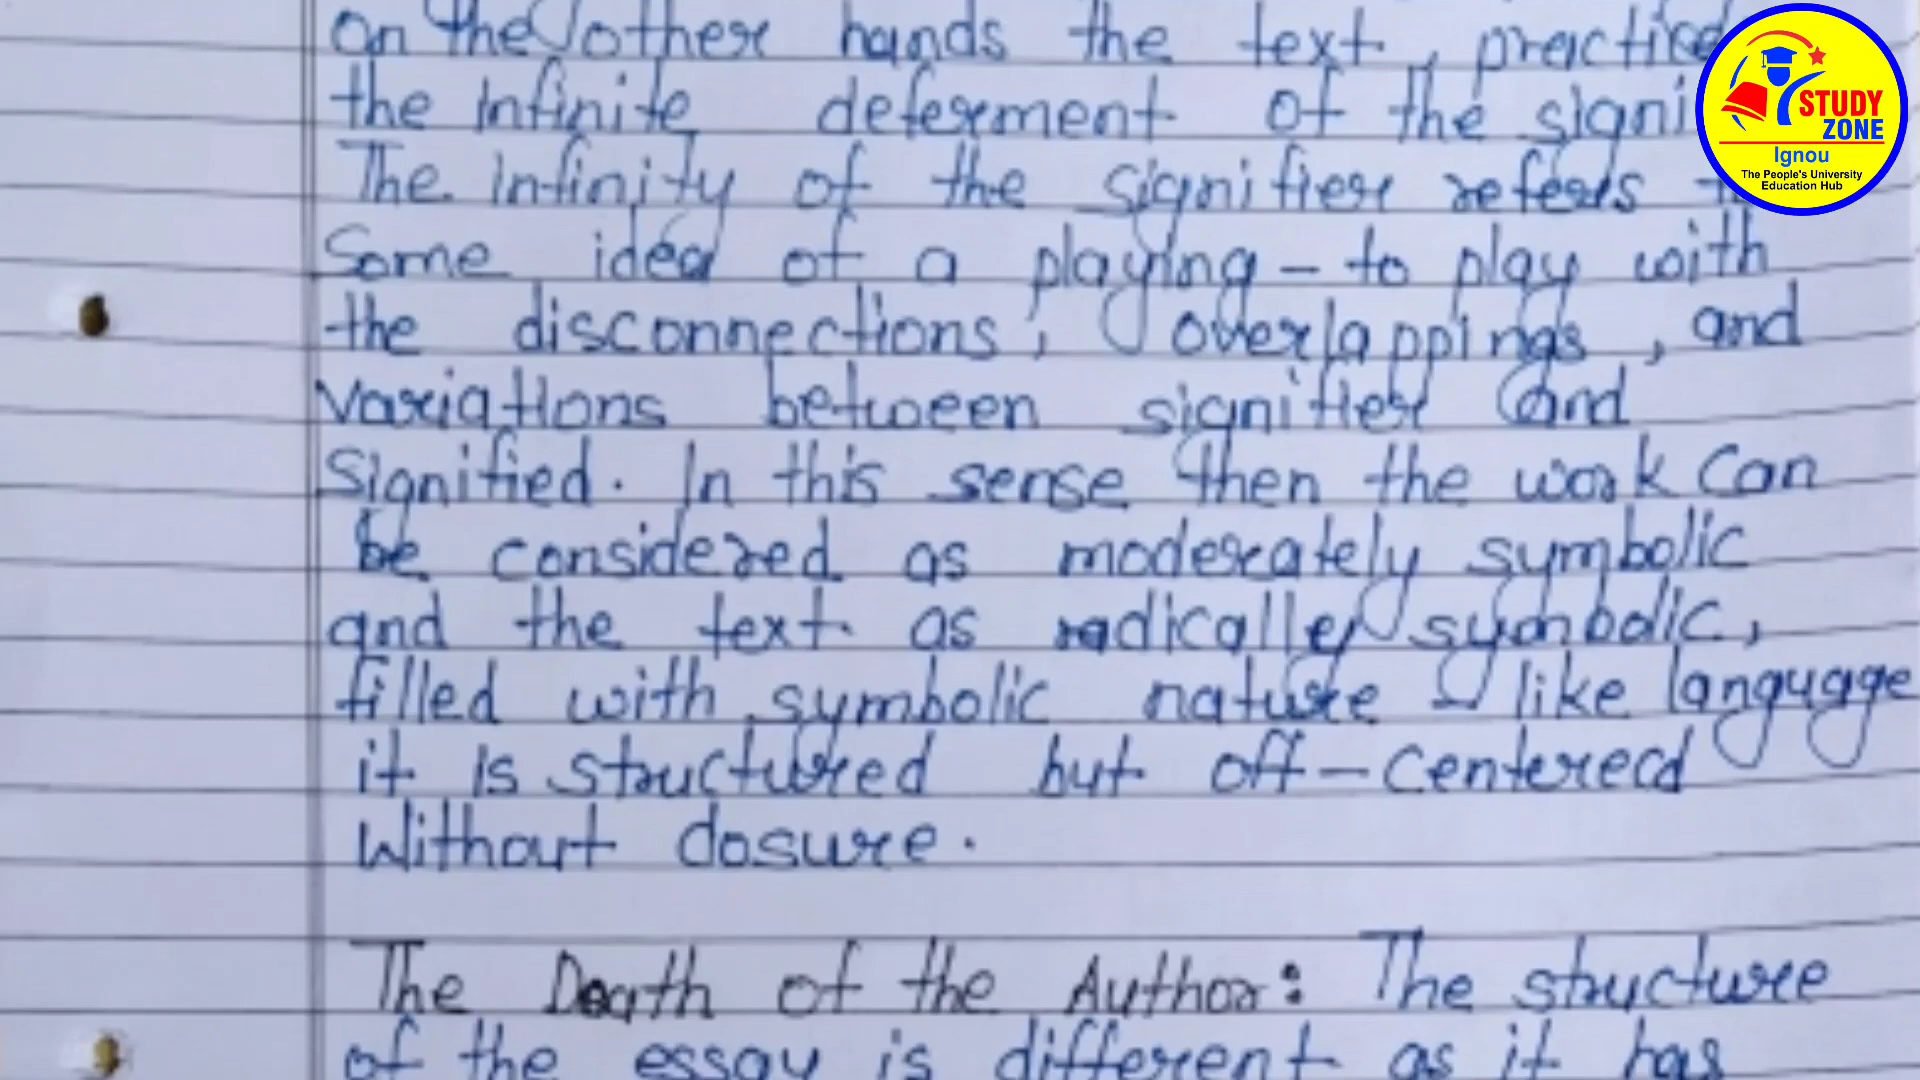 on the other hands the text, practiced
the infinite deferment of the signi
The infinity of the signifier refers
Some idea of a playing - to play with
the disconnections, overlappings, and
variations between signifier and
Signified. In this sense then the work can
be considered as moderately symbolic
and the text as radically symbolic,
filled with symbolic nature - like language
it is structured but off-centered
Without closure.
The Death of the Author: The structure
of the essay is different as it has
STUDY
ZONE
Ignou
The People's University
Education Hub